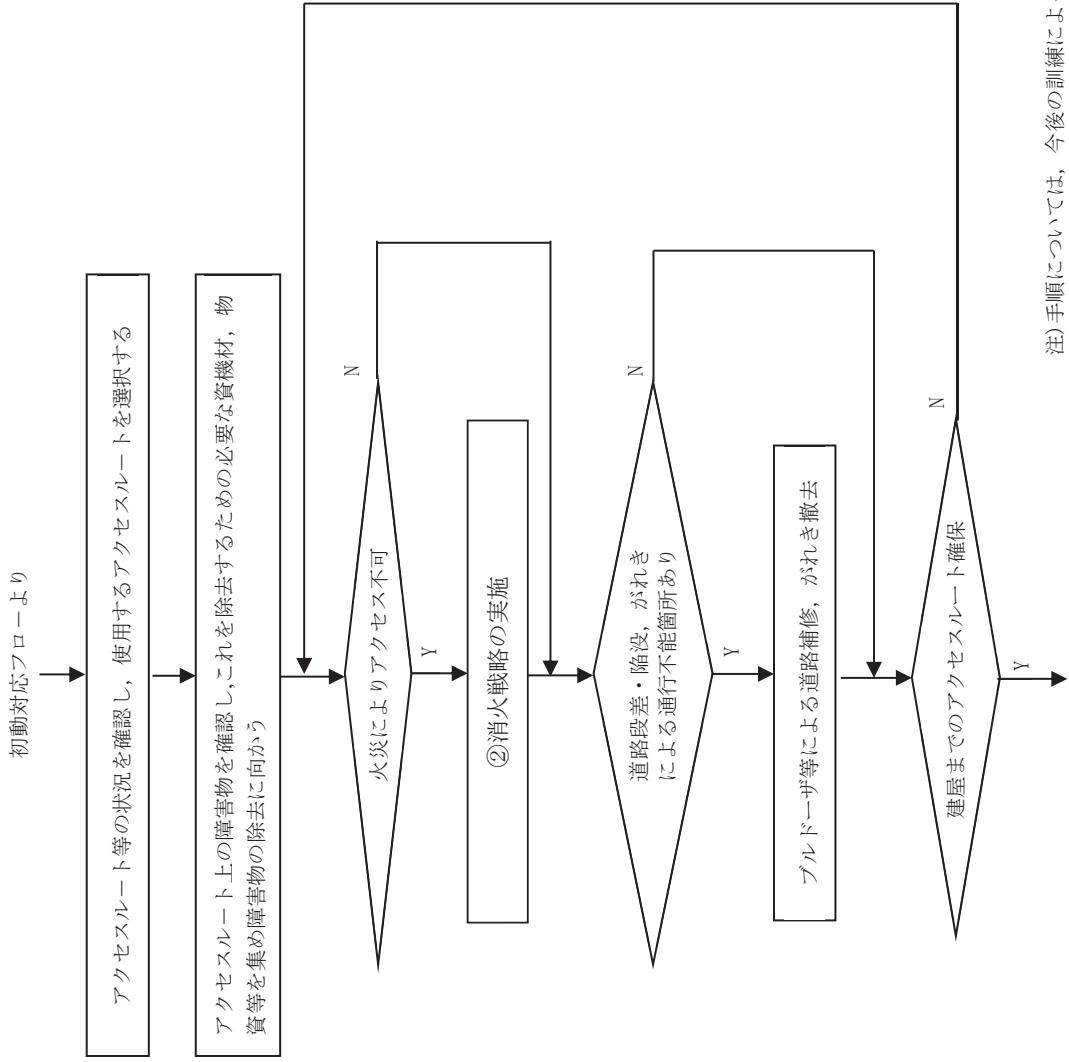 初動対応フローより
アクセスルート等の状況を確認し，使用するアクセスルートを選択する
アクセスルート上の障害物を確認し，これを除去するための必要な資機材，物
資等を集め障害物の除去に向かう
火災によりアクセス不可
N
Y
②消火戦略の実施
道路段差・陥没，がれき
による通行不能箇所あり
N
Y
ブルドーザ等による道路補修，がれき撤去
建屋までのアクセスルート確保
N
Y
注)手順については，今後の訓練によ